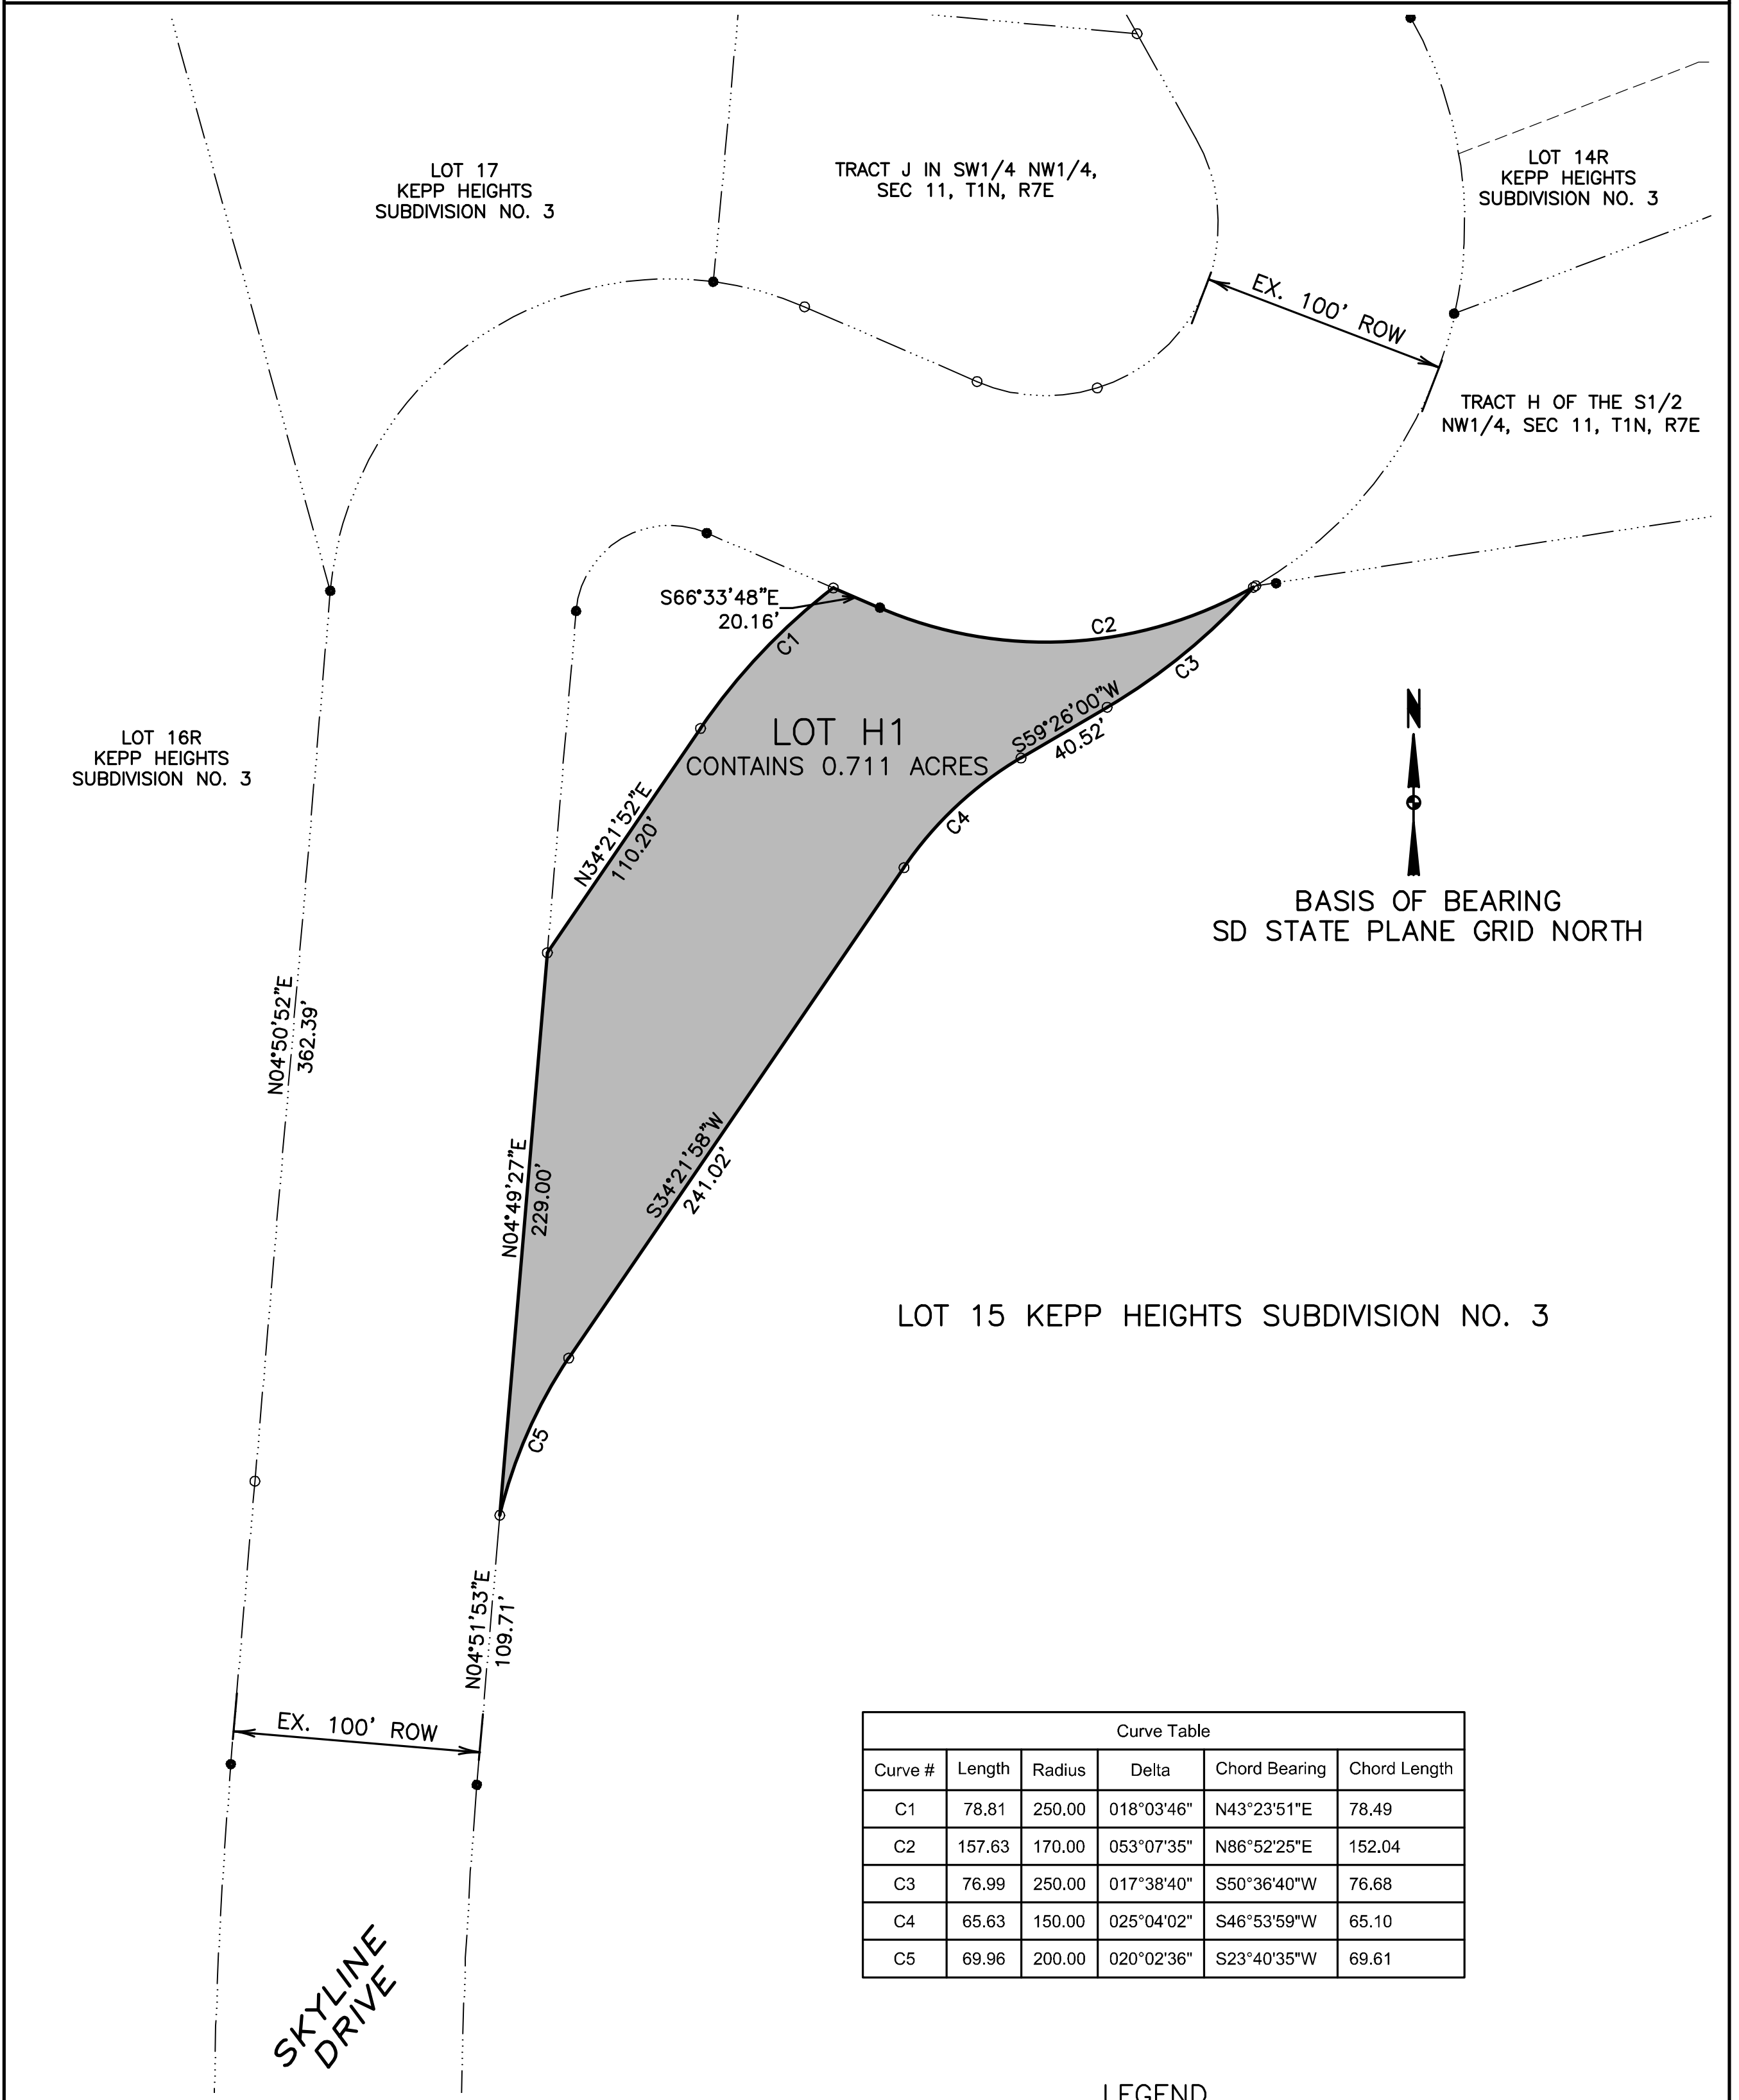 LOT 17
KEPP HEIGHTS
SUBDIVISION NO. 3
TRACT J IN SW1/4 NW1/4,
SEC 11, T1N, R7E
LOT 14R
KEPP HEIGHTS
SUBDIVISION NO. 3
EX. 100' ROW
TRACT H OF THE S1/2
NW1/4, SEC 11, T1N, R7E
S66°33'48"E
20.16'
C1
C2
C3
S59°26'00"W
40.52'
LOT H1
CONTAINS 0.711 ACRES
C4
N34°21'52"E
110.20'
LOT 16R
KEPP HEIGHTS
SUBDIVISION NO. 3
N
BASIS OF BEARING
SD STATE PLANE GRID NORTH
N04°50'52"E
362.39'
N04°49'27"E
229.00'
S34°21'58"W
241.02'
LOT 15 KEPP HEIGHTS SUBDIVISION NO. 3
C5
N04°51'53"E
109.71'
EX. 100' ROW
SKYLINE
DRIVE
Curve Table
Curve # Length Radius Delta Chord Bearing Chord Length
C1 78.81 250.00 018°03'46" N43°23'51"E 78.49
C2 157.63 170.00 053°07'35" N86°52'25"E 152.04
C3 76.99 250.00 017°38'40" S50°36'40"W 76.68
C4 65.63 150.00 025°04'02" S46°53'59"W 65.10
C5 69.96 200.00 020°02'36" S23°40'35"W 69.61
LEGEND